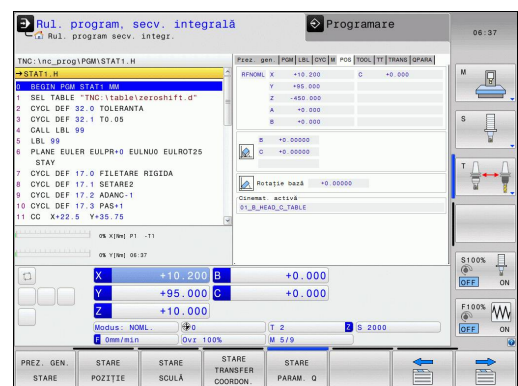 Rul. program, secv. integrală
Rul. program secv. integr.
Programare
06:37
TNC:\nc_prog\PGM\STAT1.H
→STAT1.H
0 BEGIN PGM STAT1 MM
1 SEL TABLE "TNC:\table\zeroshift.d"
2 CYCL DEF 32.0 TOLERANTA
3 CYCL DEF 32.1 T0.05
4 CALL LBL 99
5 LBL 99
6 PLANE EULER EULPR+0 EULNU0 EULROT25
STAY
7 CYCL DEF 17.0 FILETARE RIGIDA
8 CYCL DEF 17.1 SETARE2
9 CYCL DEF 17.2 ADANC-1
10 CYCL DEF 17.3 PAS+1
11 CC X+22.5 Y+35.75
0% X[Nm] P1 -T1
0% Y[Nm] 06:37
Prez. gen. PGM LBL CYC M POS TOOL TT TRANS QPARA
RFNOML X +10.200 C +0.000
Y +95.000
Z -450.000
A +0.000
B +0.000
B +0.00000
C +0.00000
Rotaţie bază +0.00000
Cinemat. activă
01_B_HEAD_C_TABLE
X +10.200 B +0.000
Y +95.000 C +0.000
Z +10.000
Modus: NOML. 0 T 2 Z S 2000
F 0mm/min Ovr 100% M 5/9
M
S
T
S100%
OFF ON
F100%
OFF ON
PREZ. GEN.
STARE
STARE
POZIŢIE
STARE
SCULĂ
STARE
TRANSFER
COORDON.
STARE
PARAM. Q